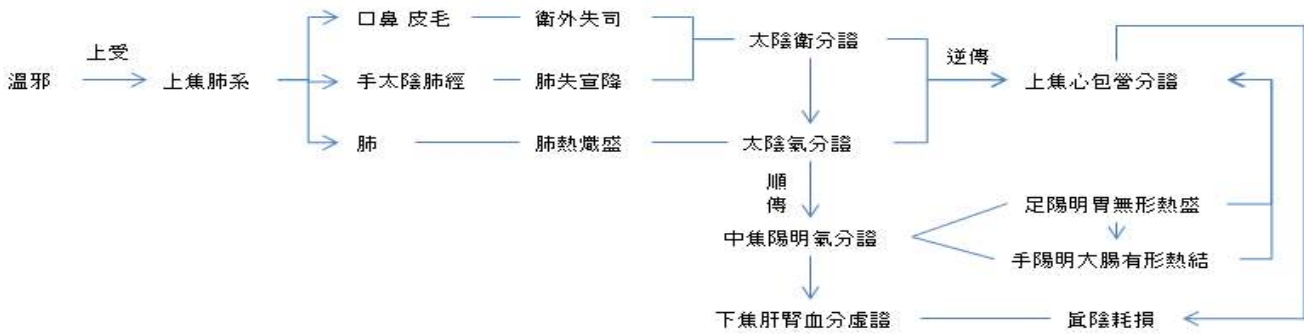 口鼻 皮毛
衛外失司
太陰衛分證
上受
逆傳
溫邪
上焦肺系
手太陰肺經
肺失宣降
上焦心包營分證
肺
肺熱熾盛
太陰氣分證
順
傳
足陽明胃無形熱盛
中焦陽明氣分證
手陽明大腸有形熱結
下焦肝腎血分虛證
真陰耗損